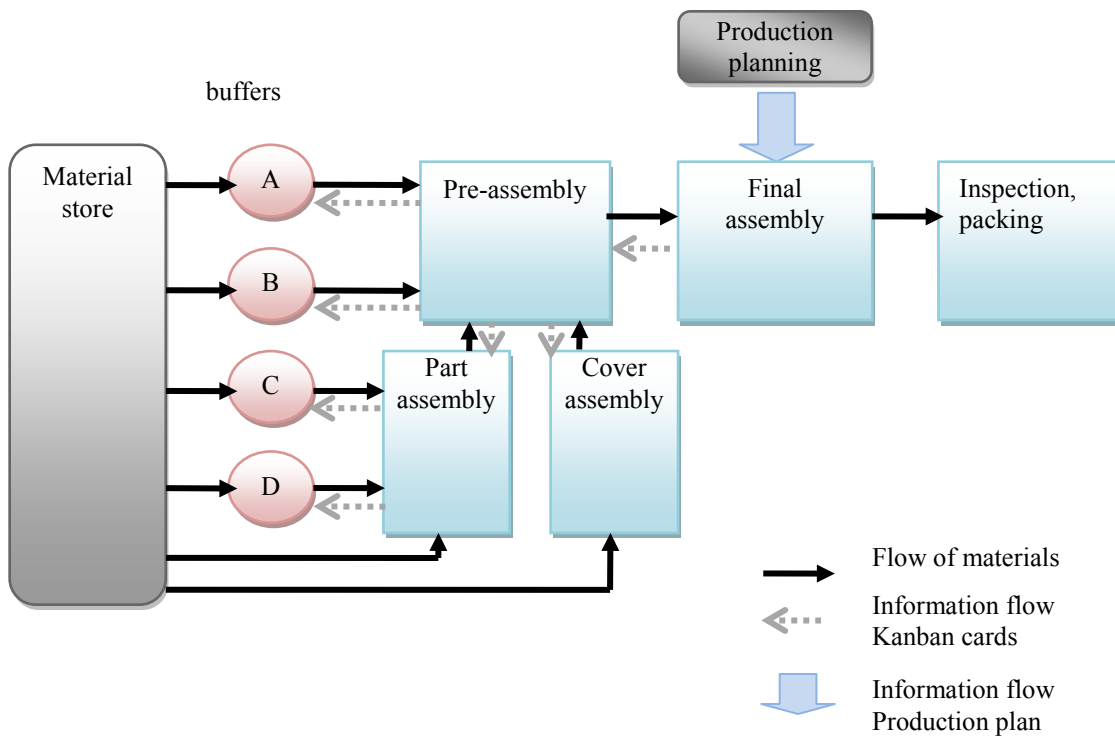 Production
planning
buffers
Material
store
A
Pre-assembly
Final
assembly
Inspection,
packing
B
C
Part
assembly
Cover
assembly
D
Flow of materials
Information flow
Kanban cards
Information flow
Production plan